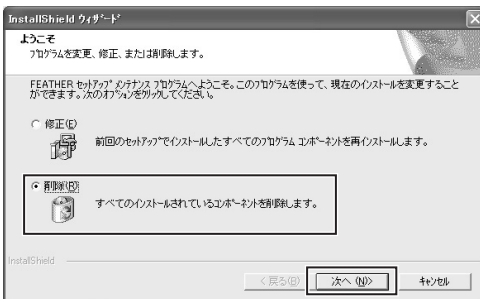 InstallShield ウィザード
ようこそ
プログラムを変更、修正、または削除します。
FEATHER セットアップ メンテナンス プログラムへようこそ。このプログラムを使って、現在のインストールを変更すること
ができます。次のオプションをクリックしてください。
修正(E)
前回のセットアップでインストールしたすべてのプログラム コンポーネントを再インストールします。
削除(R)
すべてのインストールされているコンポーネントを削除します。
InstallShield
< 戻る(B)
次へ (N)>
キャンセル